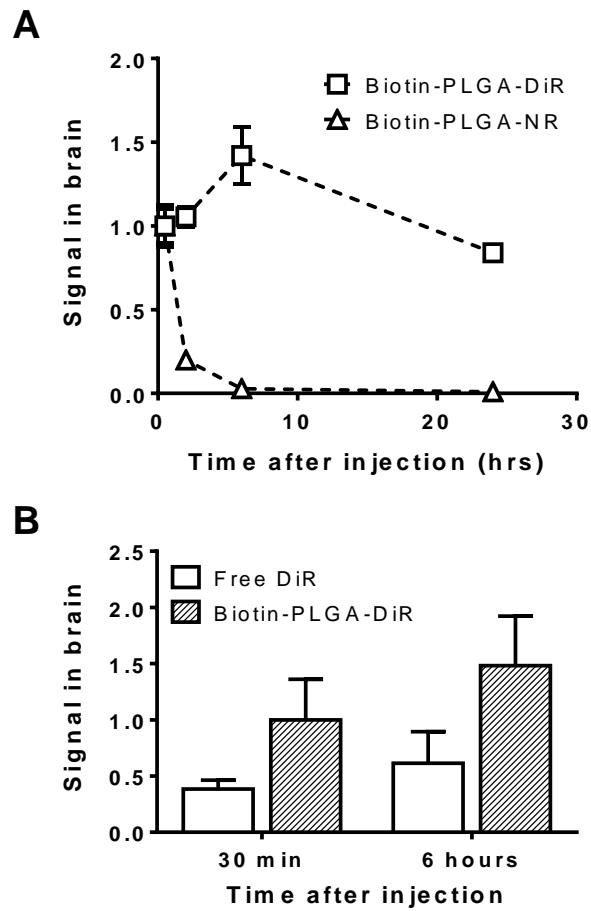 A
Signal in brain
2.0
1.5
1.0
0.5
0.0
Biotin-PLGA-DiR
Biotin-PLGA-NR
0 10 20 30
Time after injection (hrs)
B
Signal in brain
2.5
2.0
1.5
1.0
0.5
0.0
Free DiR
Biotin-PLGA-DiR
30 min 6 hours
Time after injection